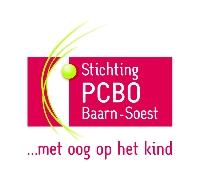 Stichting
PCBO
Baarn-Soest
...met oog op het kind